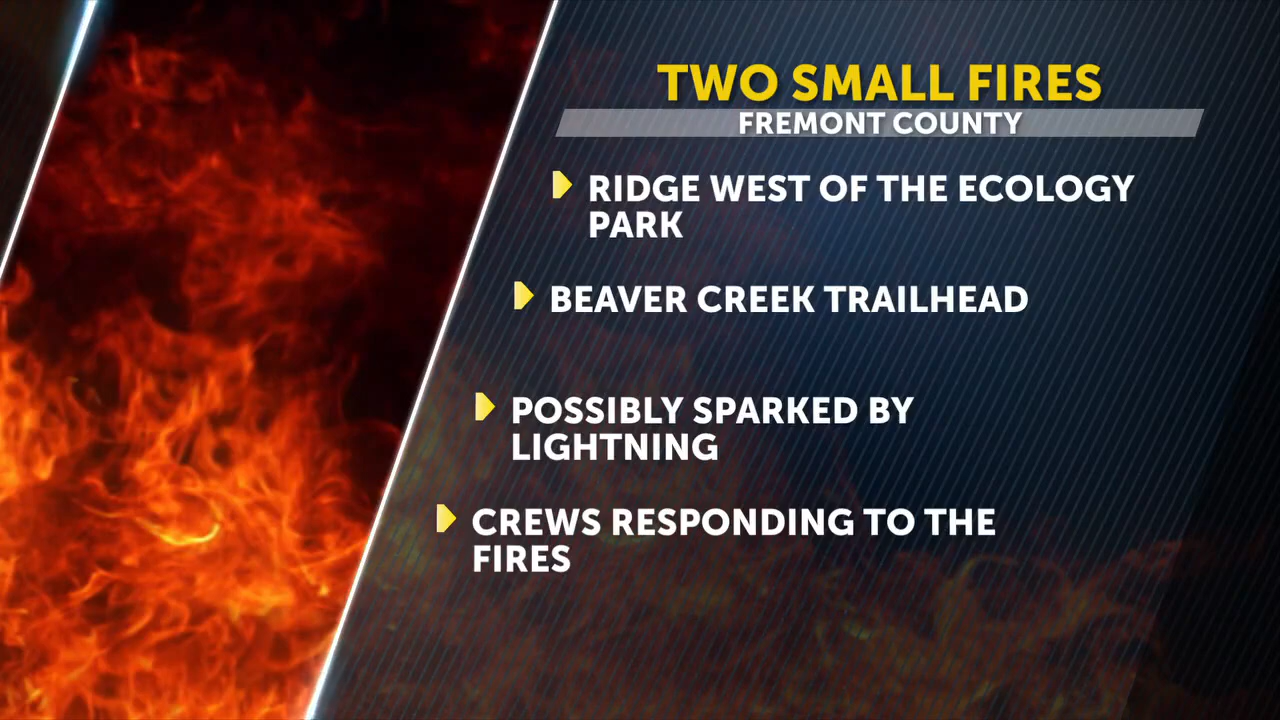 TWO SMALL FIRES
FREMONT COUNTY
RIDGE WEST OF THE ECOLOGY
PARK
BEAVER CREEK TRAILHEAD
POSSIBLY SPARKED BY
LIGHTNING
CREWS RESPONDING TO THE
FIRES